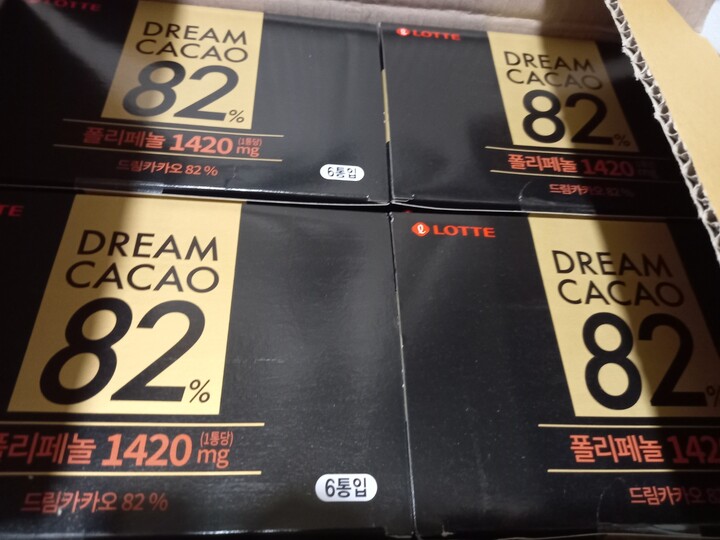 LOTTE
DREAM
CACAO
82%
폴리페놀 1420 (1통당) mg
드림카카오 82 %
6통입
LOTTE
DREAM
CACAO
82%
폴리페놀 1420 mg
드림카카오 82 %
DREAM
CACAO
82%
폴리페놀 1420 (1통당) mg
드림카카오 82 %
6통입
LOTTE
DREAM
CACAO
82%
폴리페놀 142
드림카카오